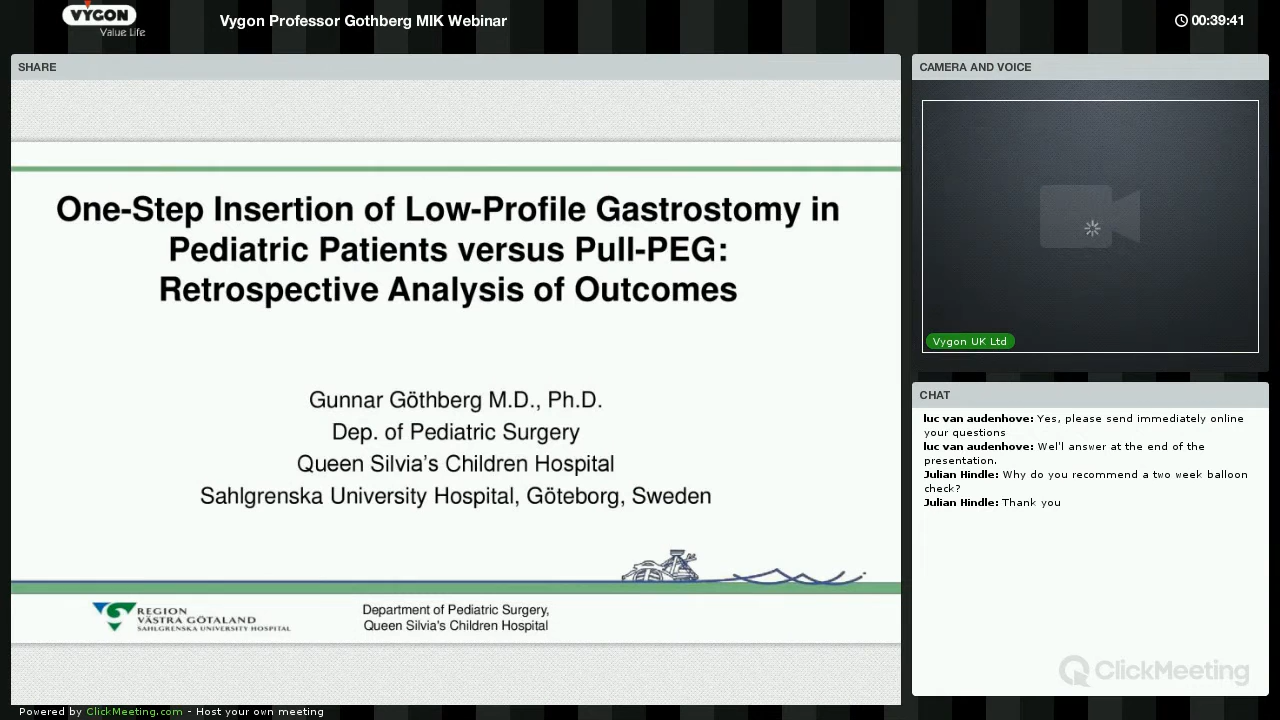 VYGON
Value Life
Vygon Professor Gothberg MIK Webinar
00:39:41
SHARE
One-Step Insertion of Low-Profile Gastrostomy in
Pediatric Patients versus Pull-PEG:
Retrospective Analysis of Outcomes
Gunnar Göthberg M.D., Ph.D.
Dep. of Pediatric Surgery
Queen Silvia's Children Hospital
Sahlgrenska University Hospital, Göteborg, Sweden
REGION
VÄSTRA GÖTALAND
SAHLGRENSKA UNIVERSITY HOSPITAL
Department of Pediatric Surgery,
Queen Silvia's Children Hospital
CAMERA AND VOICE
Vygon UK Ltd
CHAT
luc van audenhove: Yes, please send immediately online
your questions
luc van audenhove: Wel'l answer at the end of the
presentation.
Julian Hindle: Why do you recommend a two week balloon
check?
Julian Hindle: Thank you
ClickMeeting
Powered by ClickMeeting.com - Host your own meeting